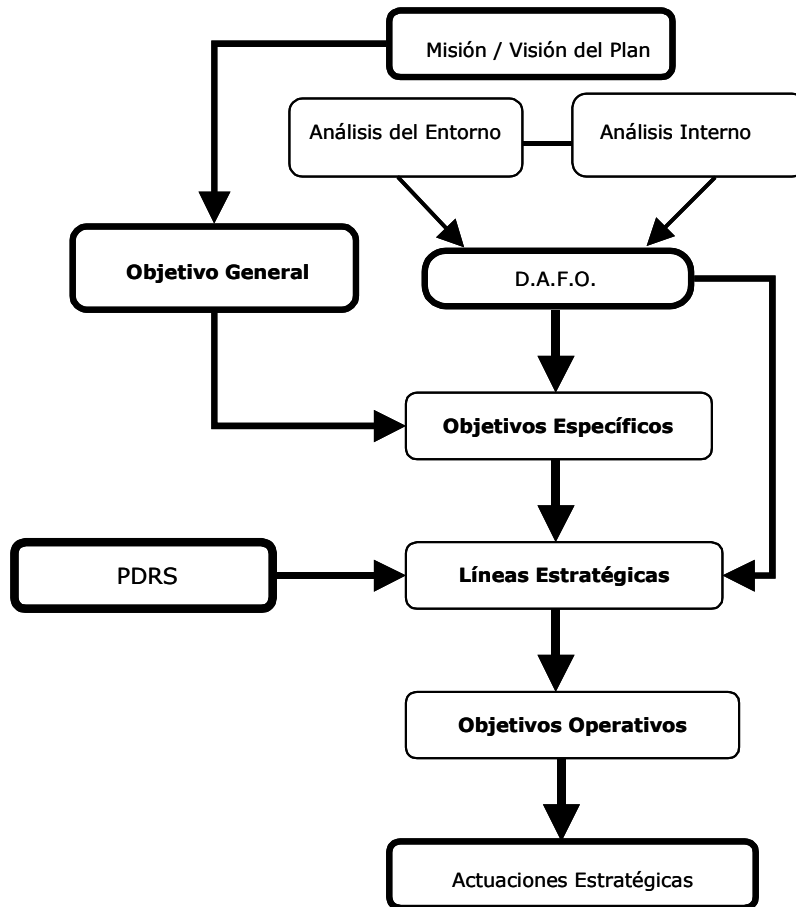 Misión / Visión del Plan
Análisis del Entorno
Análisis Interno
Objetivo General
D.A.F.O.
Objetivos Específicos
PDRS
Líneas Estratégicas
Objetivos Operativos
Actuaciones Estratégicas